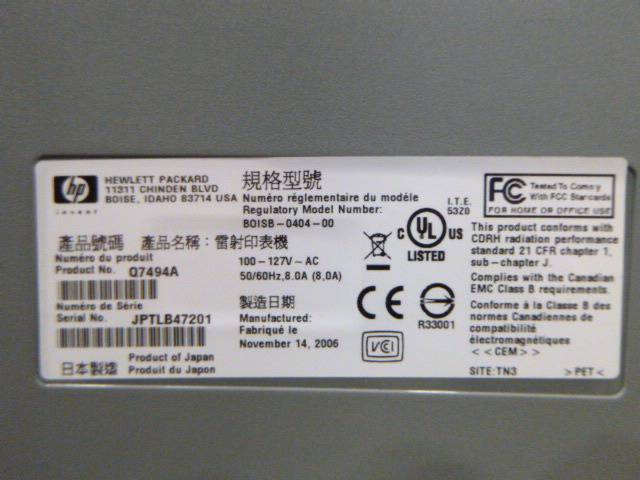 hp
invent
HEWLETT PACKARD
11311 CHINDEN BLVD
BOISE, IDAHO 83714 USA
規格型號
Numéro réglementaire du modèle
Regulatory Model Number:
BOISB-0404-00
產品號碼 產品名稱：雷射印表機
Numéro du produit
Product No. Q7494A
100-127V~AC
50/60Hz,8.0A (8,0A)
Numéro de Série
Serial No. JPTLB47201
製造日期
Manufactured:
Fabriqué le
November 14, 2006
日本製造
Product of Japan
Produit du Japon
I.T.E.
53Z0
C UL US
LISTED
CE
R33001
VCI
FC Tested To Comply
With FCC Standards
FOR HOME OR OFFICE USE
This product conforms with
CDRH radiation performance
standard 21 CFR chapter 1,
sub-chapter J.
Complies with the Canadian
EMC Class B requirements.
Conforme à la Classe B des
normes Canadiennes de
compatibilité
électromagnétiques
<<CEM>>
SITE:TN3 >PET<